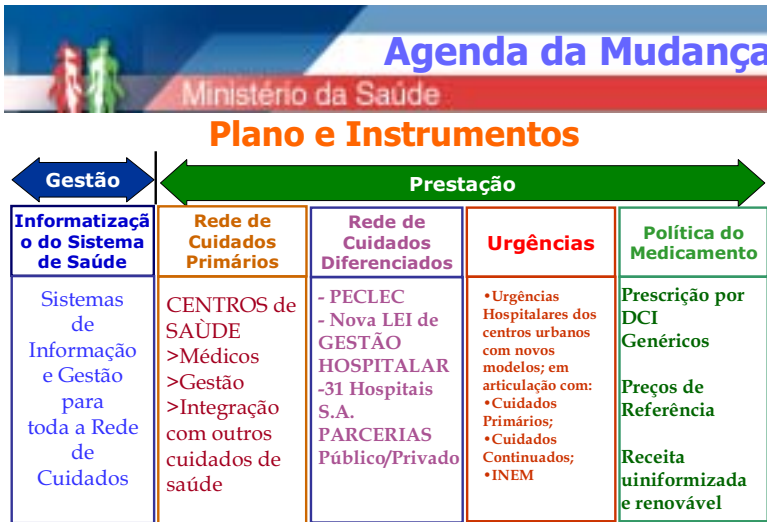 Agenda da Mudança
Ministério da Saúde
Plano e Instrumentos
Gestão
Prestação
Informatizaçã
o do Sistema
de Saúde
Sistemas
de
Informação
e Gestão
para
toda a Rede
de
Cuidados
Rede de
Cuidados
Primários
CENTROS de
SAÙDE
>Médicos
>Gestão
>Integração
com outros
cuidados de
saúde
Rede de
Cuidados
Diferenciados
- PECLEC
- Nova LEI de
GESTÃO
HOSPITALAR
-31 Hospitais
S.A.
PARCERIAS
Público/Privado
Urgências
•Urgências
Hospitalares dos
centros urbanos
com novos
modelos; em
articulação com:
•Cuidados
Primários;
•Cuidados
Continuados;
•INEM
Política do
Medicamento
Prescrição por
DCI
Genéricos
Preços de
Referência
Receita
uiniformizada
e renovável